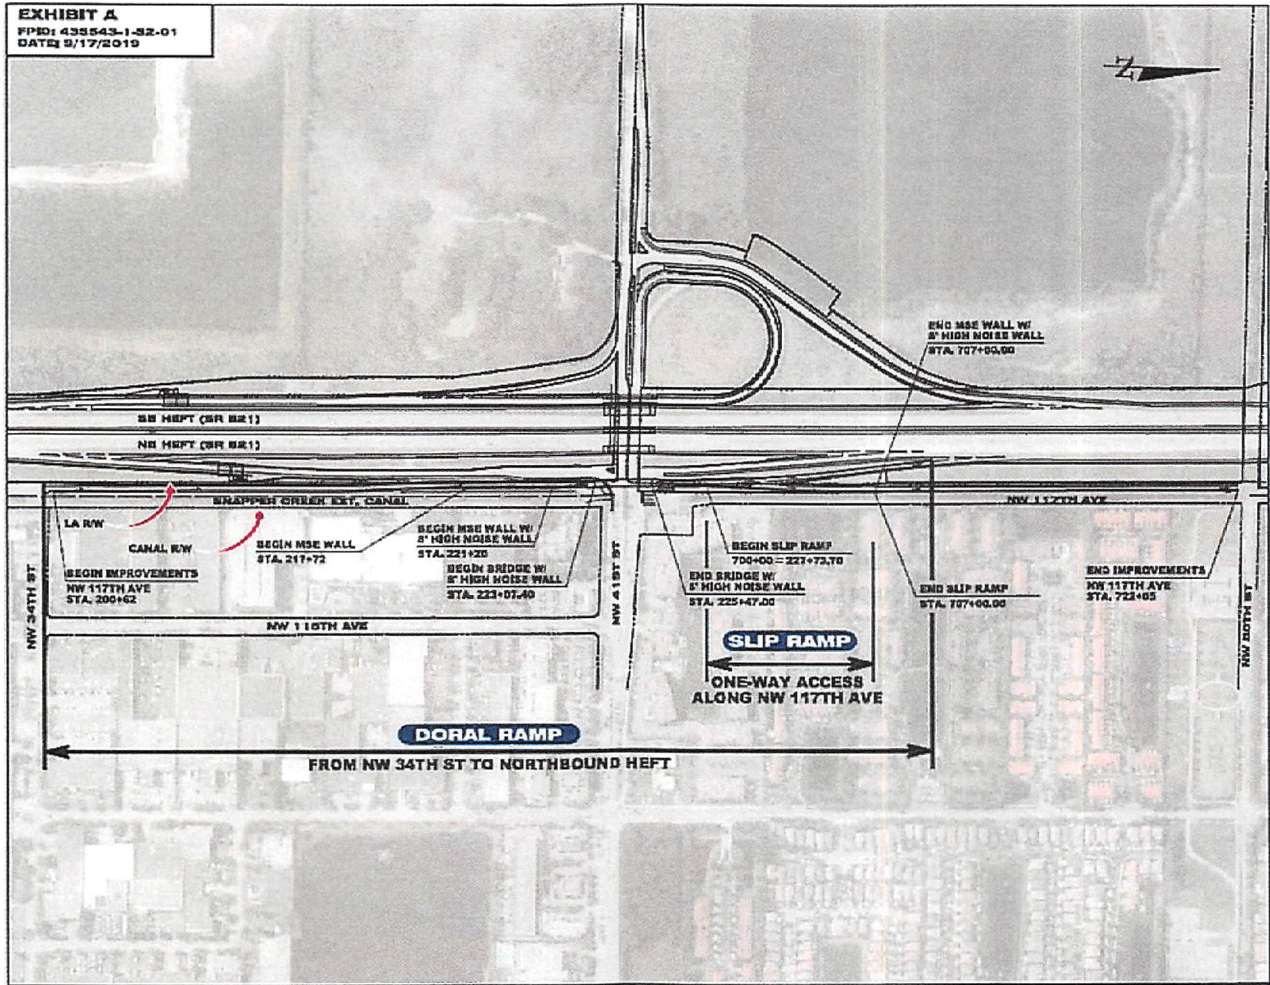 EXHIBIT A
FPID: 435543-1-52-01
DATE: 9/17/2019
N
END MSE WALL W/
8' HIGH NOISE WALL
STA. 707+00.00
SB HEFT (SR 821)
NB HEFT (SR 821)
SNAPPER CREEK EXT. CANAL
NW 117TH AVE
LA R/W
CANAL R/W
BEGIN MSE WALL
STA. 217+72
BEGIN MSE WALL W/
8' HIGH NOISE WALL
STA. 221+20
BEGIN BRIDGE W/
8' HIGH NOISE WALL
STA. 223+07.40
BEGIN IMPROVEMENTS
NW 117TH AVE
STA. 200+62
NW 34TH ST
NW 41ST ST
BEGIN SLIP RAMP
700+00 = 227+73.70
END BRIDGE W/
8' HIGH NOISE WALL
STA. 225+47.00
END SLIP RAMP
STA. 707+00.00
END IMPROVEMENTS
NW 117TH AVE
STA. 722+05
NW 50TH ST
NW 115TH AVE
SLIP RAMP
ONE-WAY ACCESS
ALONG NW 117TH AVE
DORAL RAMP
FROM NW 34TH ST TO NORTHBOUND HEFT